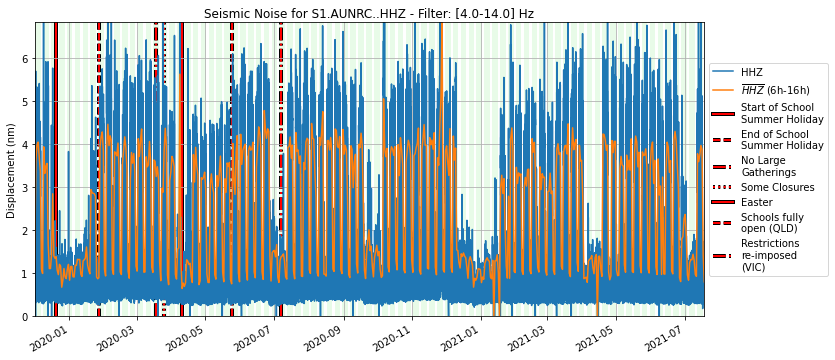 Seismic Noise for S1.AUNRC..HHZ - Filter: [4.0-14.0] Hz
Displacement (nm)
6
5
4
3
2
1
0
2020-01
2020-03
2020-05
2020-07
2020-09
2020-11
2021-01
2021-03
2021-05
2021-07
HHZ
HHZ (6h-16h)
Start of School
Summer Holiday
End of School
Summer Holiday
No Large
Gatherings
Some Closures
Easter
Schools fully
open (QLD)
Restrictions
re-imposed
(VIC)